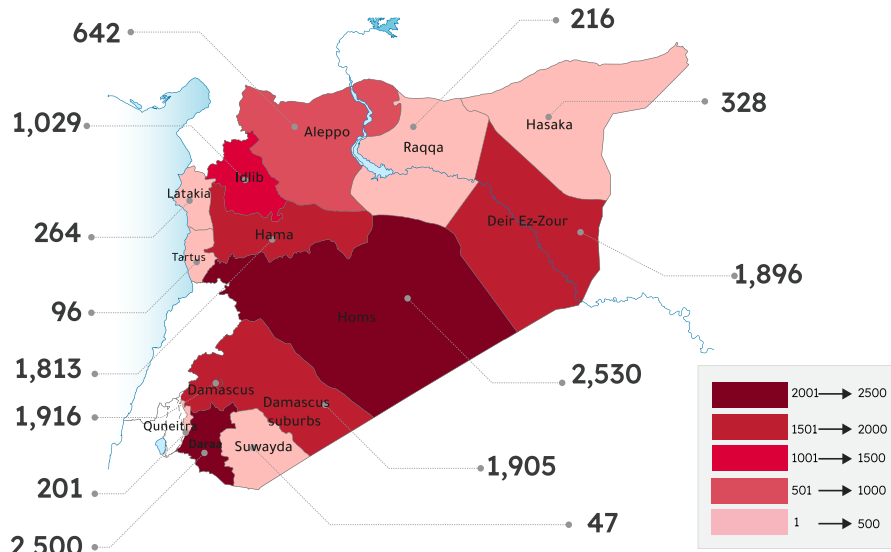 642
216
1,029
328
Aleppo
Hasaka
Raqqa
Idlib
Latakia
Deir Ez-Zour
264
Hama
Tartus
1,896
96
Homs
1,813
2,530
Damascus
2001 2500
1,916
Damascus
suburbs
Quneitra
1501 2000
Daraa
Suwayda
1001 1500
1,905
201
501 1000
47
1 500
2,500